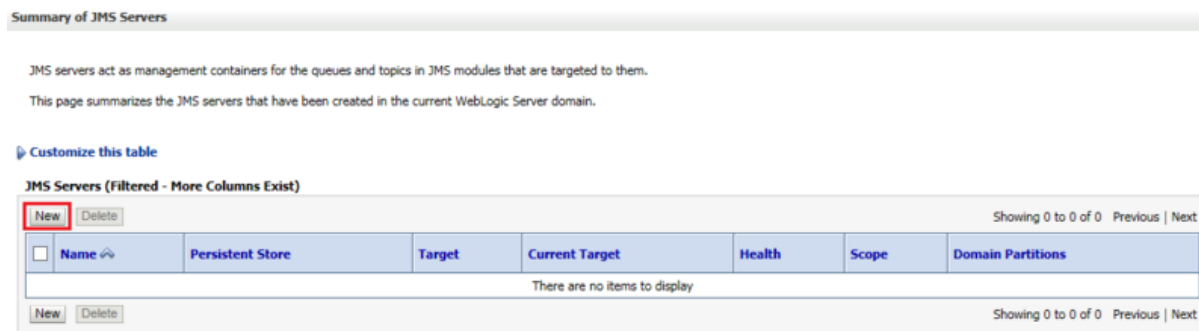 Summary of JMS Servers
JMS servers act as management containers for the queues and topics in JMS modules that are targeted to them.
This page summarizes the JMS servers that have been created in the current WebLogic Server domain.
Customize this table
JMS Servers (Filtered - More Columns Exist)
New Delete Showing 0 to 0 of 0 Previous | Next
Name Persistent Store Target Current Target Health Scope Domain Partitions
There are no items to display
New Delete Showing 0 to 0 of 0 Previous | Next